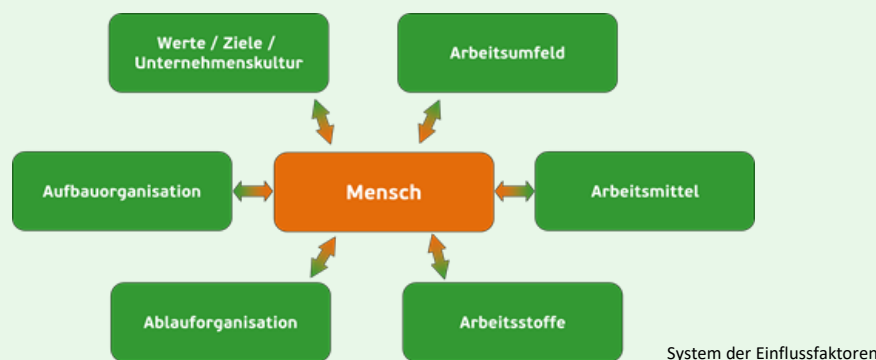 Werte / Ziele /
Unternehmenskultur
Arbeitsumfeld
Aufbauorganisation
Mensch
Arbeitsmittel
Ablauforganisation
Arbeitsstoffe
System der Einflussfaktoren